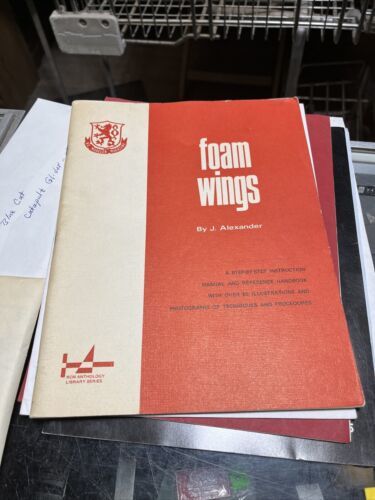 foam
wings
By J. Alexander
A STEP-BY-STEP INSTRUCTION
MANUAL AND REFERENCE HANDBOOK
WITH OVER 85 ILLUSTRATIONS AND
PHOTOGRAPHS OF TECHNIQUES AND PROCEDURES
RCM ANTHOLOGY
LIBRARY SERIES
Catapult